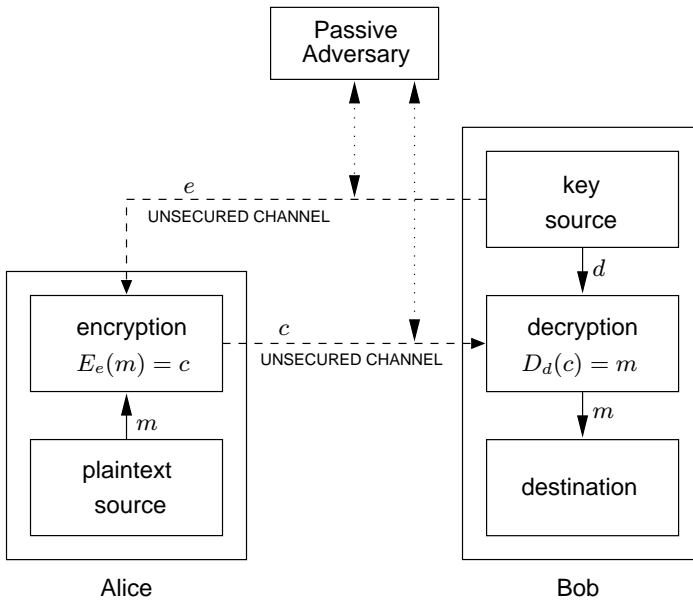 Passive
Adversary
e
UNSECURED CHANNEL
key
source
d
encryption
E_e(m) = c
c
UNSECURED CHANNEL
decryption
D_d(c) = m
m
m
plaintext
source
destination
Alice
Bob